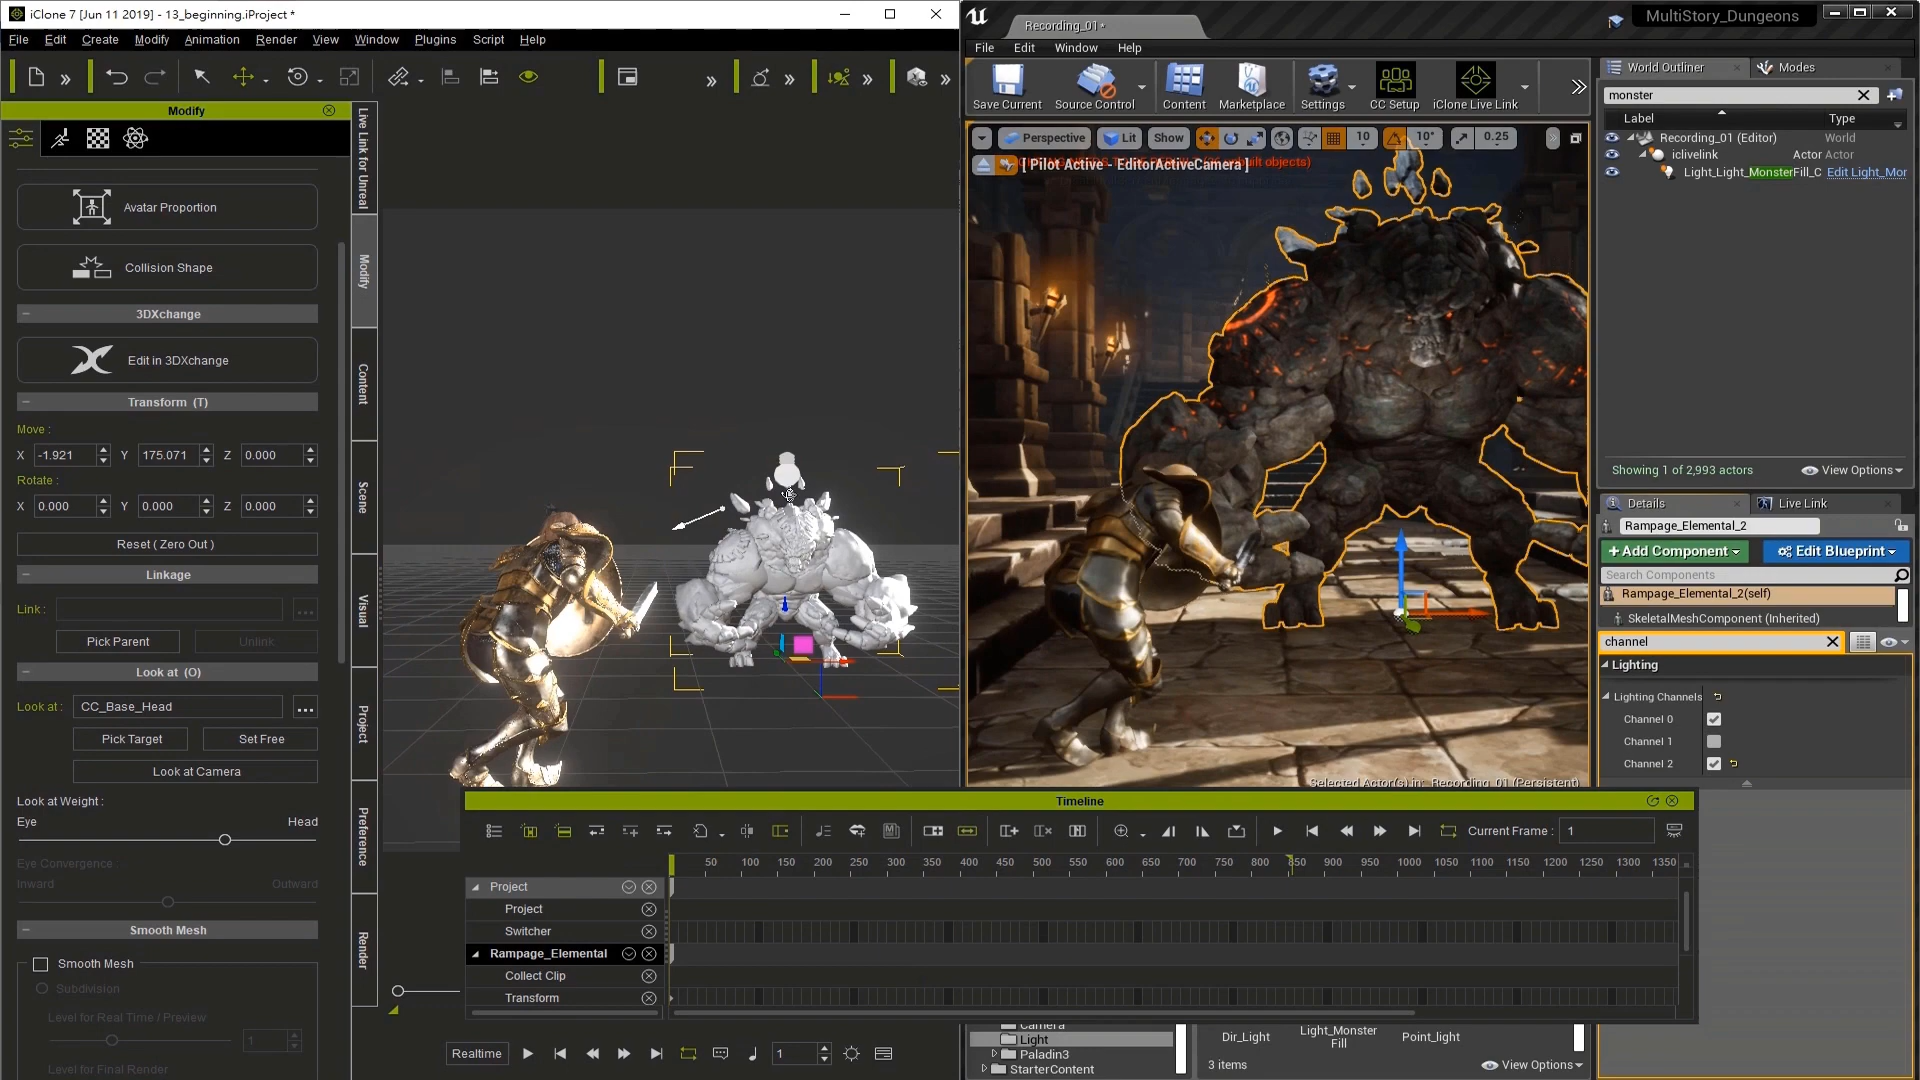 iClone 7 [Jun 11 2019] - 13_beginning.iProject *
File Edit Create Modify Animation Render View Window Plugins Script Help
Modify
Avatar Proportion
Collision Shape
3DXchange
Edit in 3DXchange
Transform (T)
Move :
X -1.921 Y 175.071 Z 0.000
Rotate :
X 0.000 Y 0.000 Z 0.000
Reset ( Zero Out )
Linkage
Link : ...
Pick Parent Unlink
Look at (O)
Look at : CC_Base_Head ...
Pick Target Set Free
Look at Camera
Look at Weight :
Eye Head
Eye Convergence :
Inward Outward
Smooth Mesh
Smooth Mesh
Subdivision
Level for Real Time / Preview
1
Level for Final Render
Live Link for Unreal
Modify
Content
Scene
Visual
Project
Preference
Render
Recording_01*
MultiStory_Dungeons
File Edit Window Help
Save Current Source Control Content Marketplace Settings CC Setup iClone Live Link
Perspective Lit Show 10 10° 0.25
[ Pilot Active - EditorActiveCamera ]
Selected Actor(s) in: Recording_01 (Persistent)
World Outliner Modes
monster
Label Type
Recording_01 (Editor) World
iclivelink Actor Actor
Light_Light_MonsterFill_C Edit Light_Mor
Showing 1 of 2,993 actors View Options
Details Live Link
Rampage_Elemental_2
+Add Component Edit Blueprint
Search Components
Rampage_Elemental_2(self)
SkeletalMeshComponent (Inherited)
channel
Lighting
Lighting Channels
Channel 0
Channel 1
Channel 2
Timeline
Current Frame : 1
50 100 150 200 250 300 350 400 450 500 550 600 650 700 750 800 850 900 950 1000 1050 1100 1150 1200 1250 1300 1350
Project
Project
Switcher
Rampage_Elemental
Collect Clip
Transform
Realtime 1
Camera
Light
Paladin3
StarterContent
Dir_Light
Light_Monster
Fill
Point_light
3 items View Options